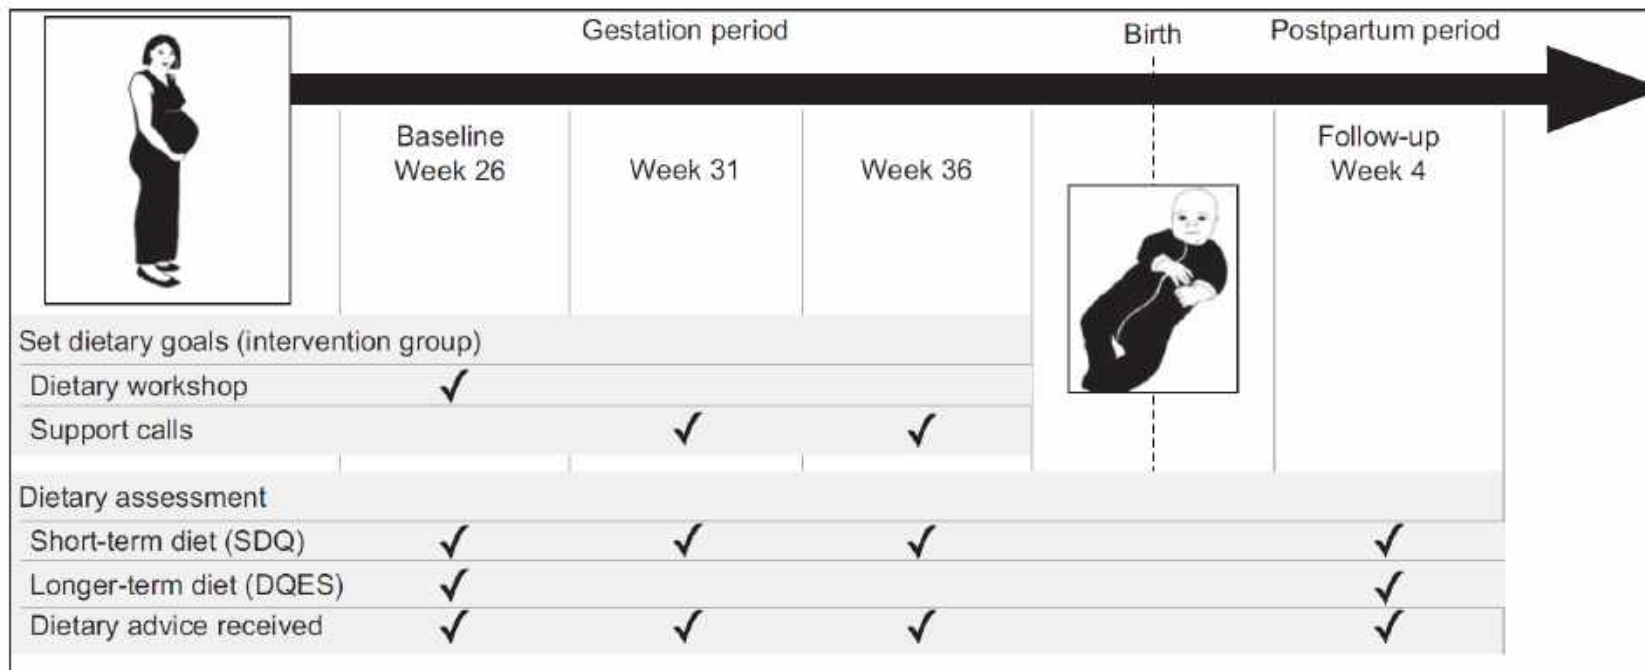 Gestation period
Birth
Postpartum period
Baseline
Week 26
Week 31
Week 36
Follow-up
Week 4
Set dietary goals (intervention group)
Dietary workshop ✓
Support calls ✓ ✓
Dietary assessment
Short-term diet (SDQ) ✓ ✓ ✓ ✓
Longer-term diet (DQES) ✓ ✓
Dietary advice received ✓ ✓ ✓ ✓